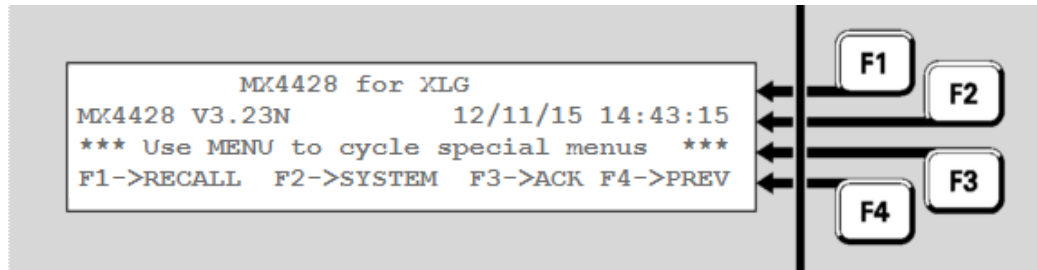 MX4428 for XLG
MX4428 V3.23N 12/11/15 14:43:15
*** Use MENU to cycle special menus ***
F1->RECALL F2->SYSTEM F3->ACK F4->PREV
F1
F2
F3
F4